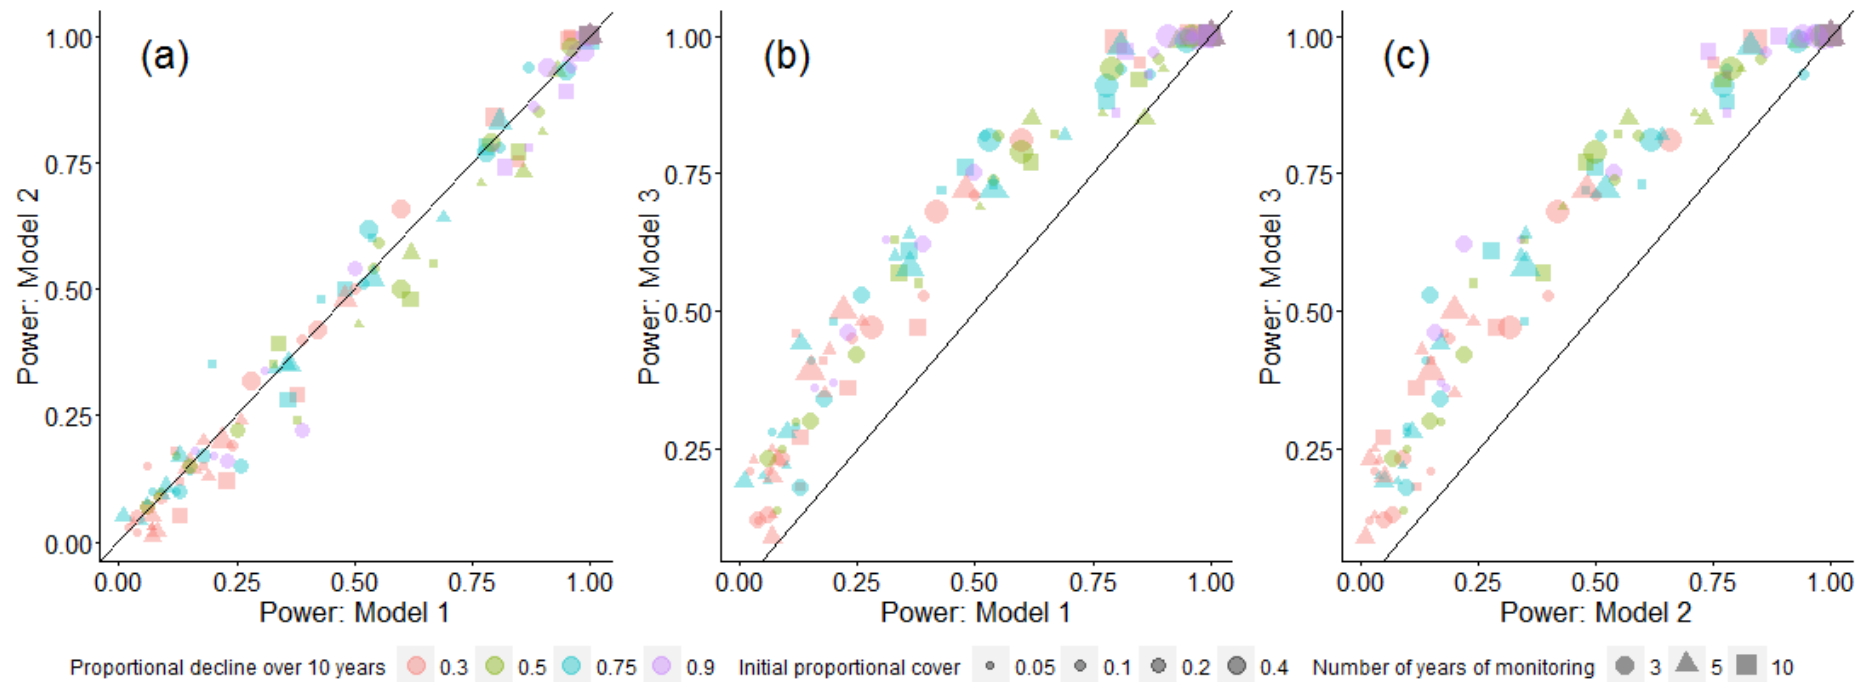 (a)
1.00
0.75
0.50
0.25
0.00
Power: Model 2
0.00 0.25 0.50 0.75 1.00
Power: Model 1
(b)
1.00
0.75
0.50
0.25
Power: Model 3
0.00 0.25 0.50 0.75 1.00
Power: Model 1
(c)
1.00
0.75
0.50
0.25
Power: Model 3
0.00 0.25 0.50 0.75 1.00
Power: Model 2
Proportional decline over 10 years 0.3 0.5 0.75 0.9 Initial proportional cover 0.05 0.1 0.2 0.4 Number of years of monitoring 3 5 10